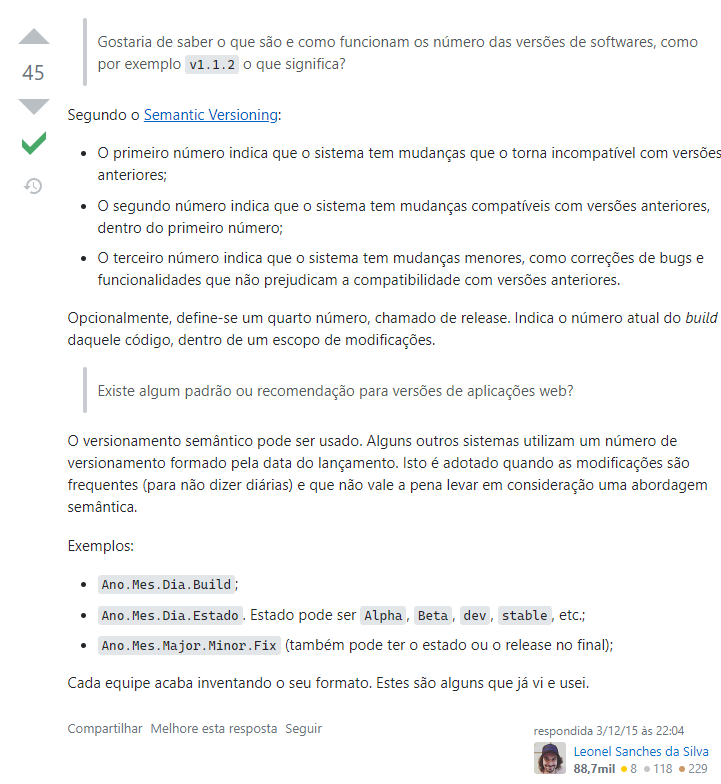 Gostaria de saber o que são e como funcionam os número das versões de softwares, como
por exemplo v1.1.2 o que significa?
45
Segundo o Semantic Versioning:
O primeiro número indica que o sistema tem mudanças que o torna incompatível com versões
anteriores;
O segundo número indica que o sistema tem mudanças compatíveis com versões anteriores,
dentro do primeiro número;
O terceiro número indica que o sistema tem mudanças menores, como correções de bugs e
funcionalidades que não prejudicam a compatibilidade com versões anteriores.
Opcionalmente, define-se um quarto número, chamado de release. Indica o número atual do build
daquele código, dentro de um escopo de modificações.
Existe algum padrão ou recomendação para versões de aplicações web?
O versionamento semântico pode ser usado. Alguns outros sistemas utilizam um número de
versionamento formado pela data do lançamento. Isto é adotado quando as modificações são
frequentes (para não dizer diárias) e que não vale a pena levar em consideração uma abordagem
semântica.
Exemplos:
Ano.Mes.Dia.Build;
Ano.Mes.Dia.Estado. Estado pode ser Alpha, Beta, dev, stable, etc.;
Ano.Mes.Major.Minor.Fix (também pode ter o estado ou o release no final);
Cada equipe acaba inventando o seu formato. Estes são alguns que já vi e usei.
Compartilhar Melhore esta resposta Seguir
respondida 3/12/15 às 22:04
Leonel Sanches da Silva
88,7mil 8 118 229